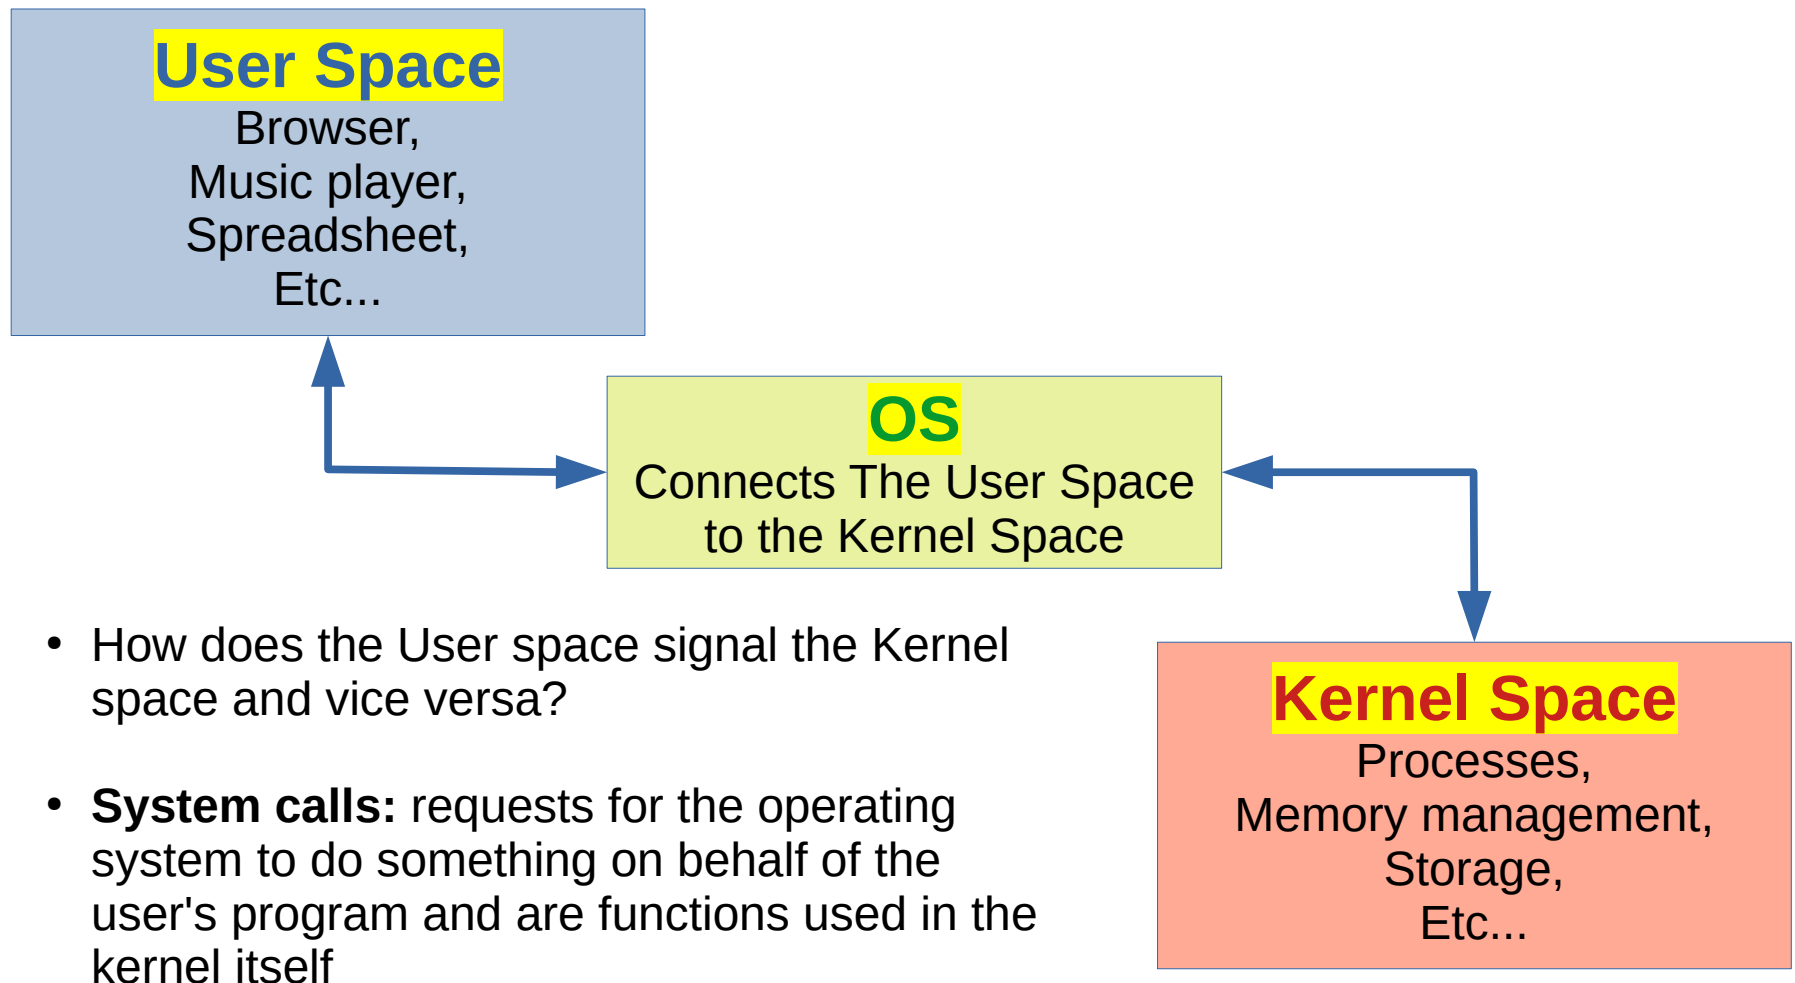 User Space
Browser,
Music player,
Spreadsheet,
Etc...
OS
Connects The User Space
to the Kernel Space
• How does the User space signal the Kernel
space and vice versa?
• System calls: requests for the operating
system to do something on behalf of the
user's program and are functions used in the
kernel itself
Kernel Space
Processes,
Memory management,
Storage,
Etc...